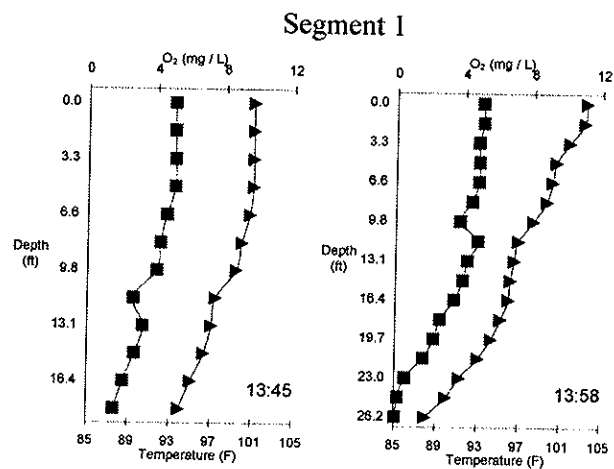 Segment 1
O₂ (mg / L)
0 4 8 12
0.0
3.3
6.6
Depth
(ft)
9.8
13.1
16.4
13:45
85 89 93 97 101 105
Temperature (F)
O₂ (mg / L)
0 4 8 12
0.0
3.3
6.6
9.8
Depth
(ft)
13.1
16.4
19.7
23.0
26.2
13:58
85 89 93 97 101 105
Temperature (F)